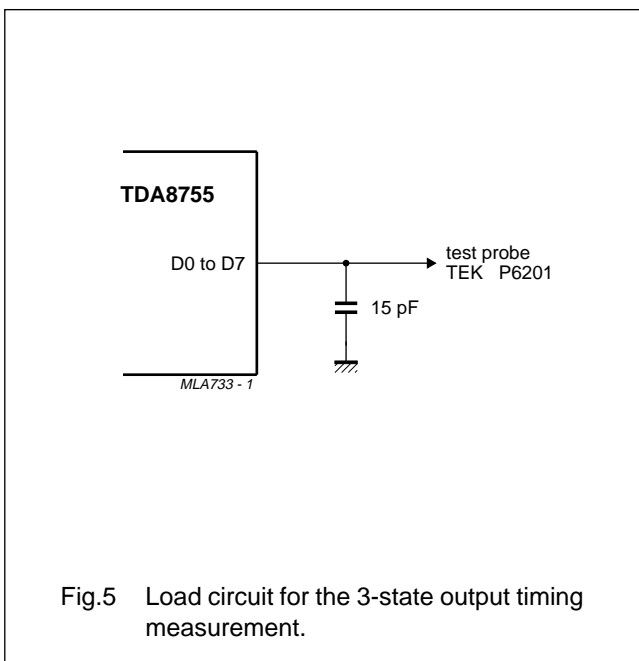 TDA8755
D0 to D7
test probe
TEK P6201
15 pF
MLA733 - 1
Fig.5 Load circuit for the 3-state output timing
measurement.